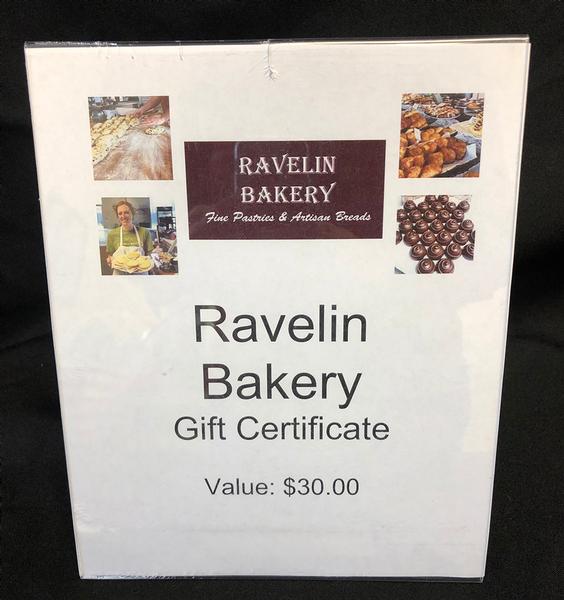 RAVELIN
BAKERY
Fine Pastries & Artisan Breads
Ravelin
Bakery
Gift Certificate
Value: $30.00